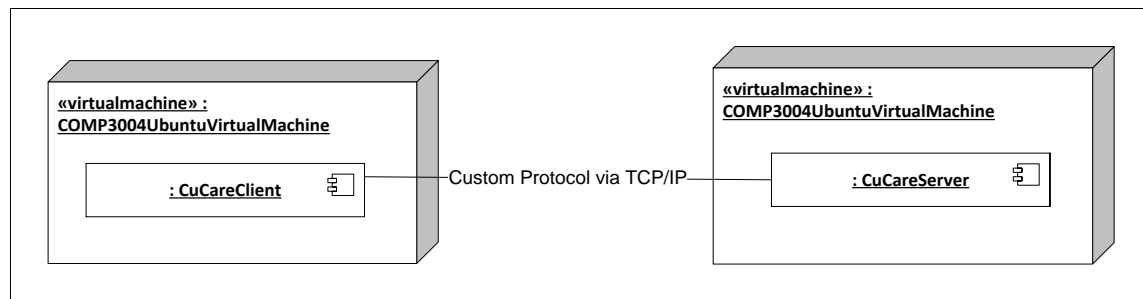 «virtualmachine» :
COMP3004UbuntuVirtualMachine
: CuCareClient
Custom Protocol via TCP/IP
«virtualmachine» :
COMP3004UbuntuVirtualMachine
: CuCareServer